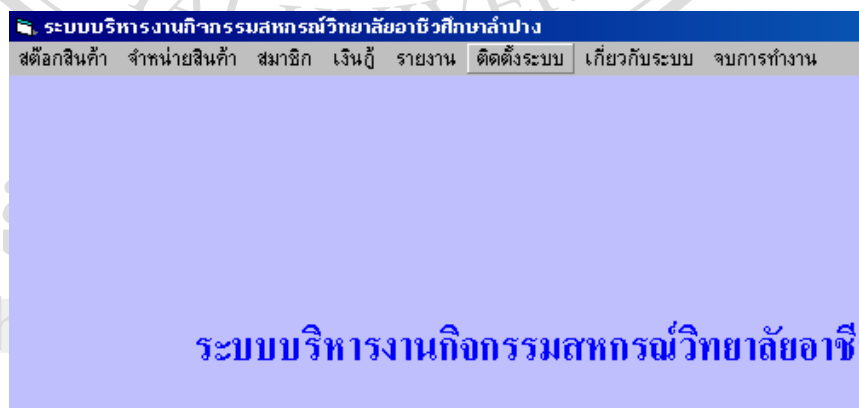 ระบบบริหารงานกิจกรรมสหกรณ์วิทยาลัยอาชีวศึกษาลำปาง
สต๊อกสินค้า จำหน่ายสินค้า สมาชิก เงินกู้ รายงาน ติดตั้งระบบ เกี่ยวกับระบบ จบการทำงาน
ระบบบริหารงานกิจกรรมสหกรณ์วิทยาลัยอาชี